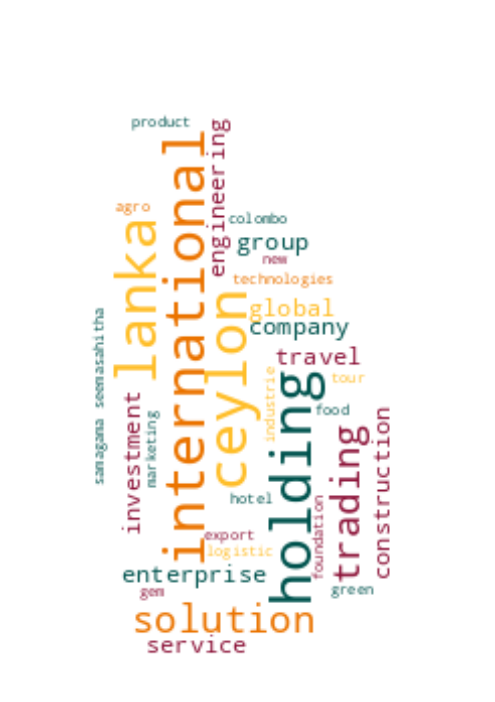 product
international
engineering
agro
lanka
colombo
group
new
technologies
ceylon
global
company
samagama seemasahitha
travel
industrie
tour
holding
investment
marketing
food
construction
trading
hotel
foundation
export
logistic
enterprise
gem
green
solution
service